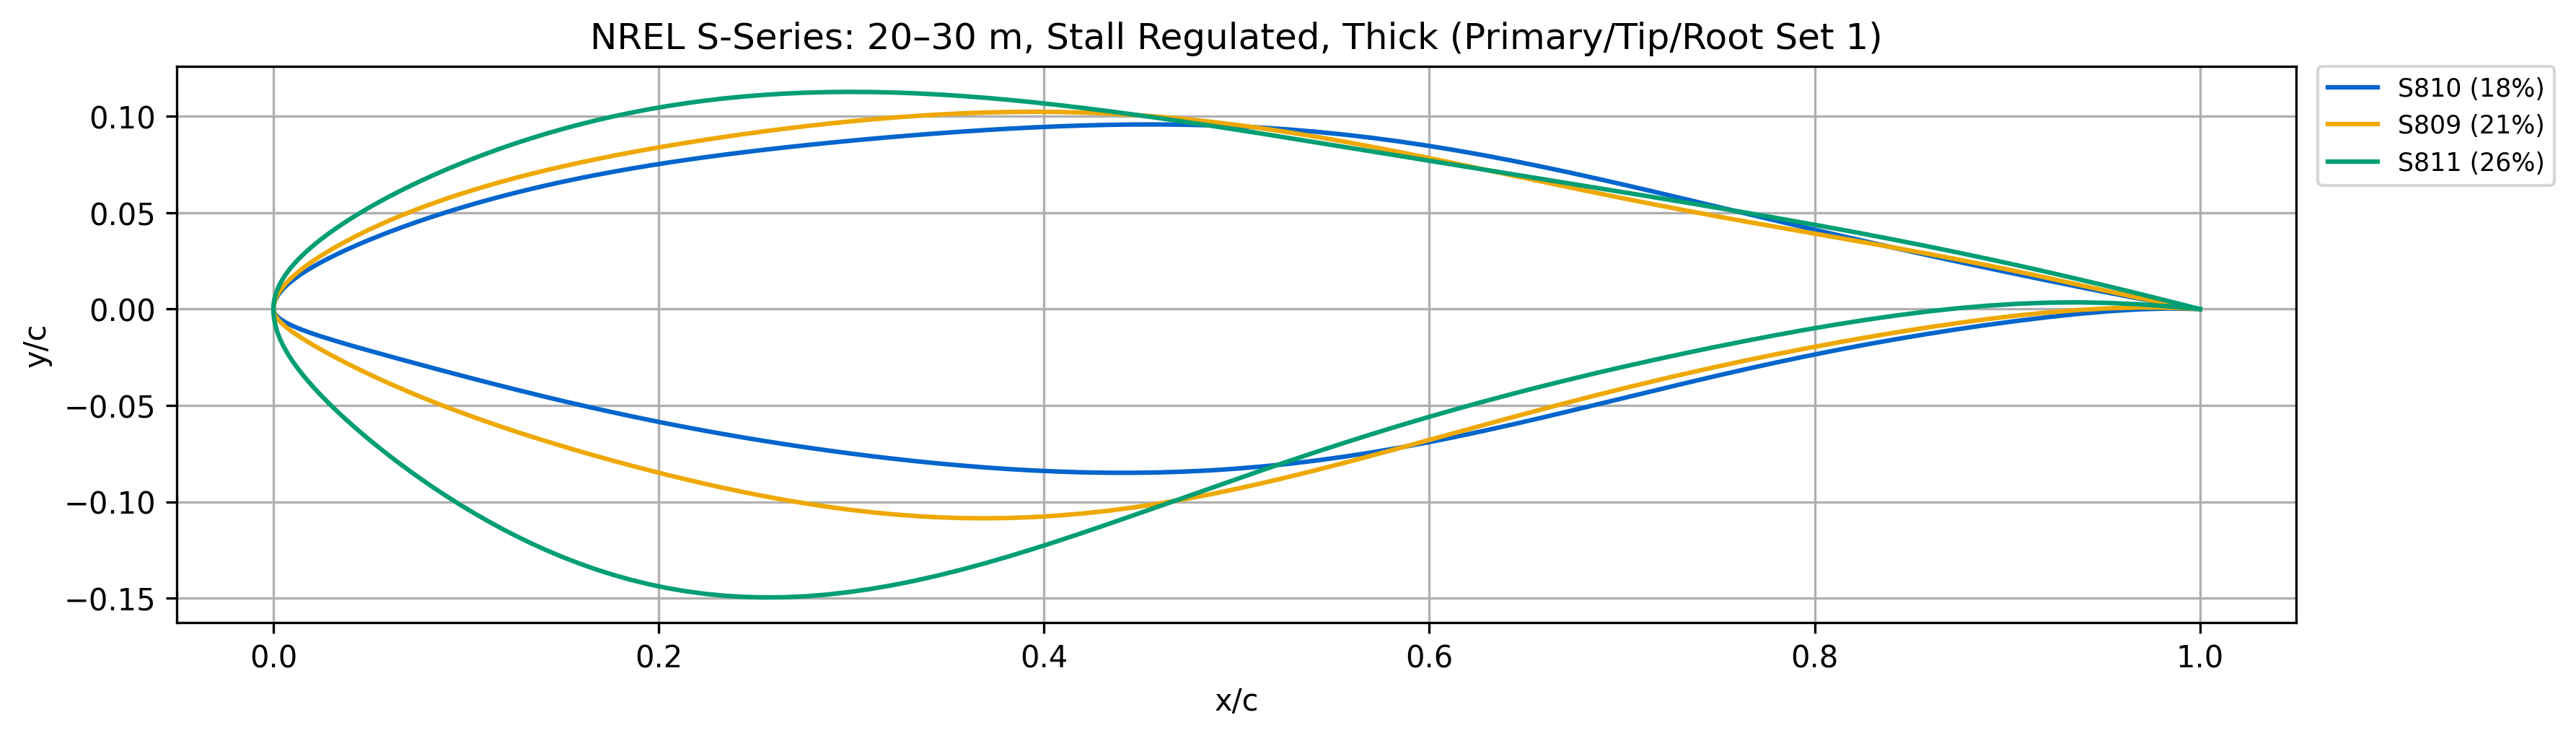 NREL S-Series: 20–30 m, Stall Regulated, Thick (Primary/Tip/Root Set 1)
S810 (18%)
S809 (21%)
S811 (26%)
y/c
0.10
0.05
0.00
−0.05
−0.10
−0.15
0.0 0.2 0.4 0.6 0.8 1.0
x/c